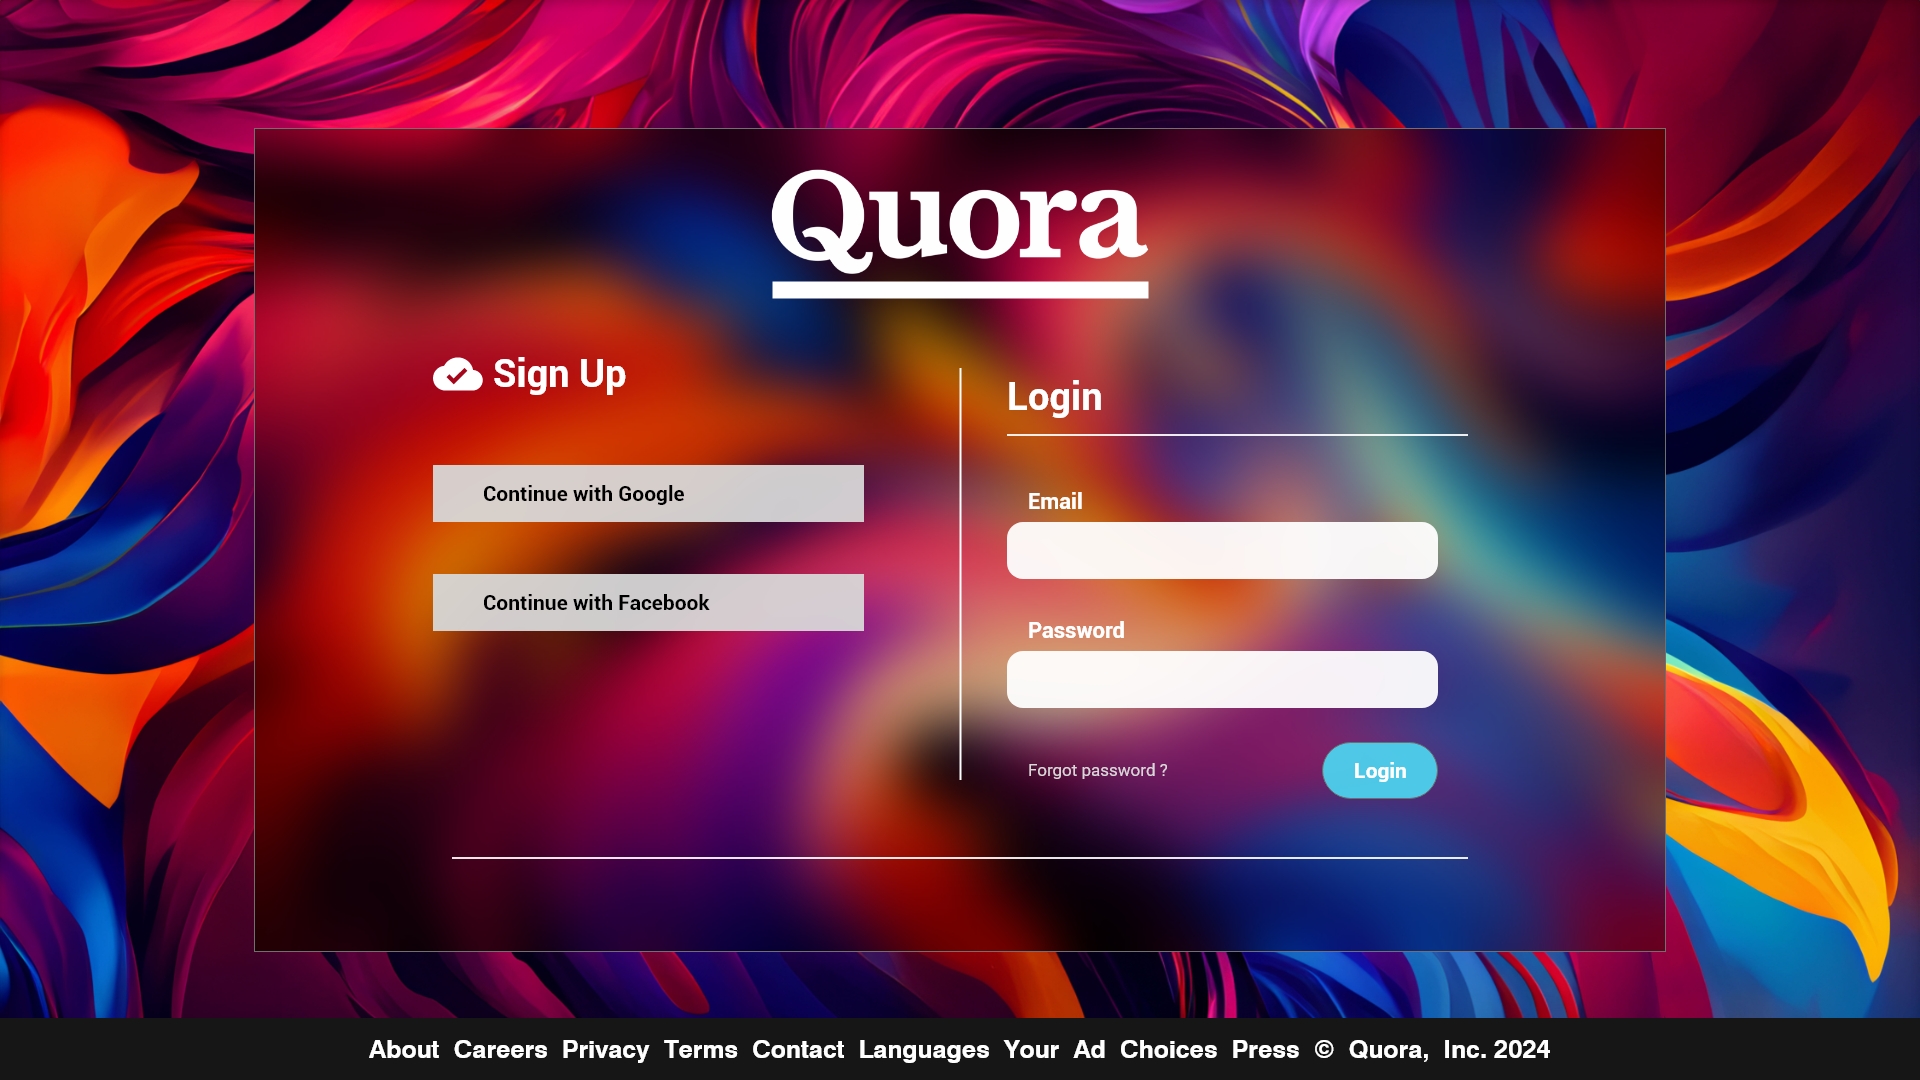 Quora
Sign Up
Continue with Google
Continue with Facebook
Login
Email
Password
Forgot password ?
Login
About Careers Privacy Terms Contact Languages Your Ad Choices Press © Quora, Inc. 2024